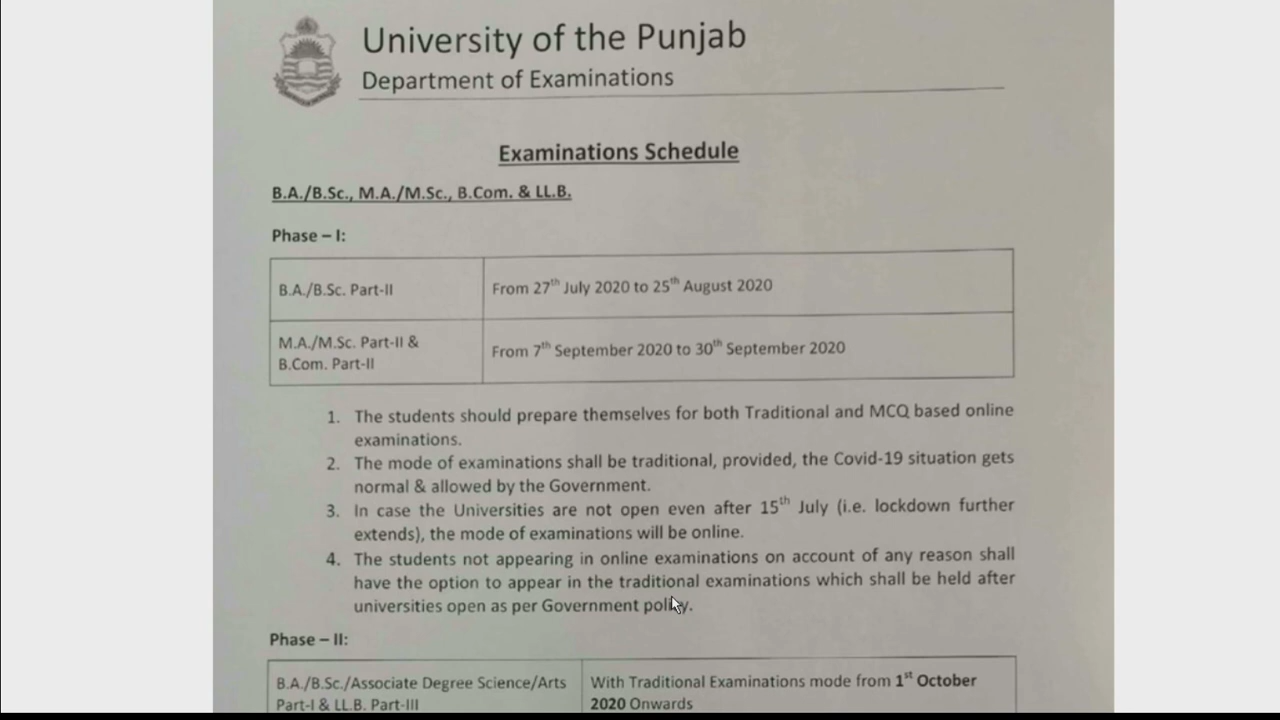 University of the Punjab
Department of Examinations
Examinations Schedule
B.A./B.Sc., M.A./M.Sc., B.Com. & LL.B.
Phase – I:
B.A./B.Sc. Part-II
From 27th July 2020 to 25th August 2020
M.A./M.Sc. Part-II &
B.Com. Part-II
From 7th September 2020 to 30th September 2020
1. The students should prepare themselves for both Traditional and MCQ based online
examinations.
2. The mode of examinations shall be traditional, provided, the Covid-19 situation gets
normal & allowed by the Government.
3. In case the Universities are not open even after 15th July (i.e. lockdown further
extends), the mode of examinations will be online.
4. The students not appearing in online examinations on account of any reason shall
have the option to appear in the traditional examinations which shall be held after
universities open as per Government policy.
Phase – II:
B.A./B.Sc./Associate Degree Science/Arts
Part-I & LL.B. Part-III
With Traditional Examinations mode from 1st October
2020 Onwards